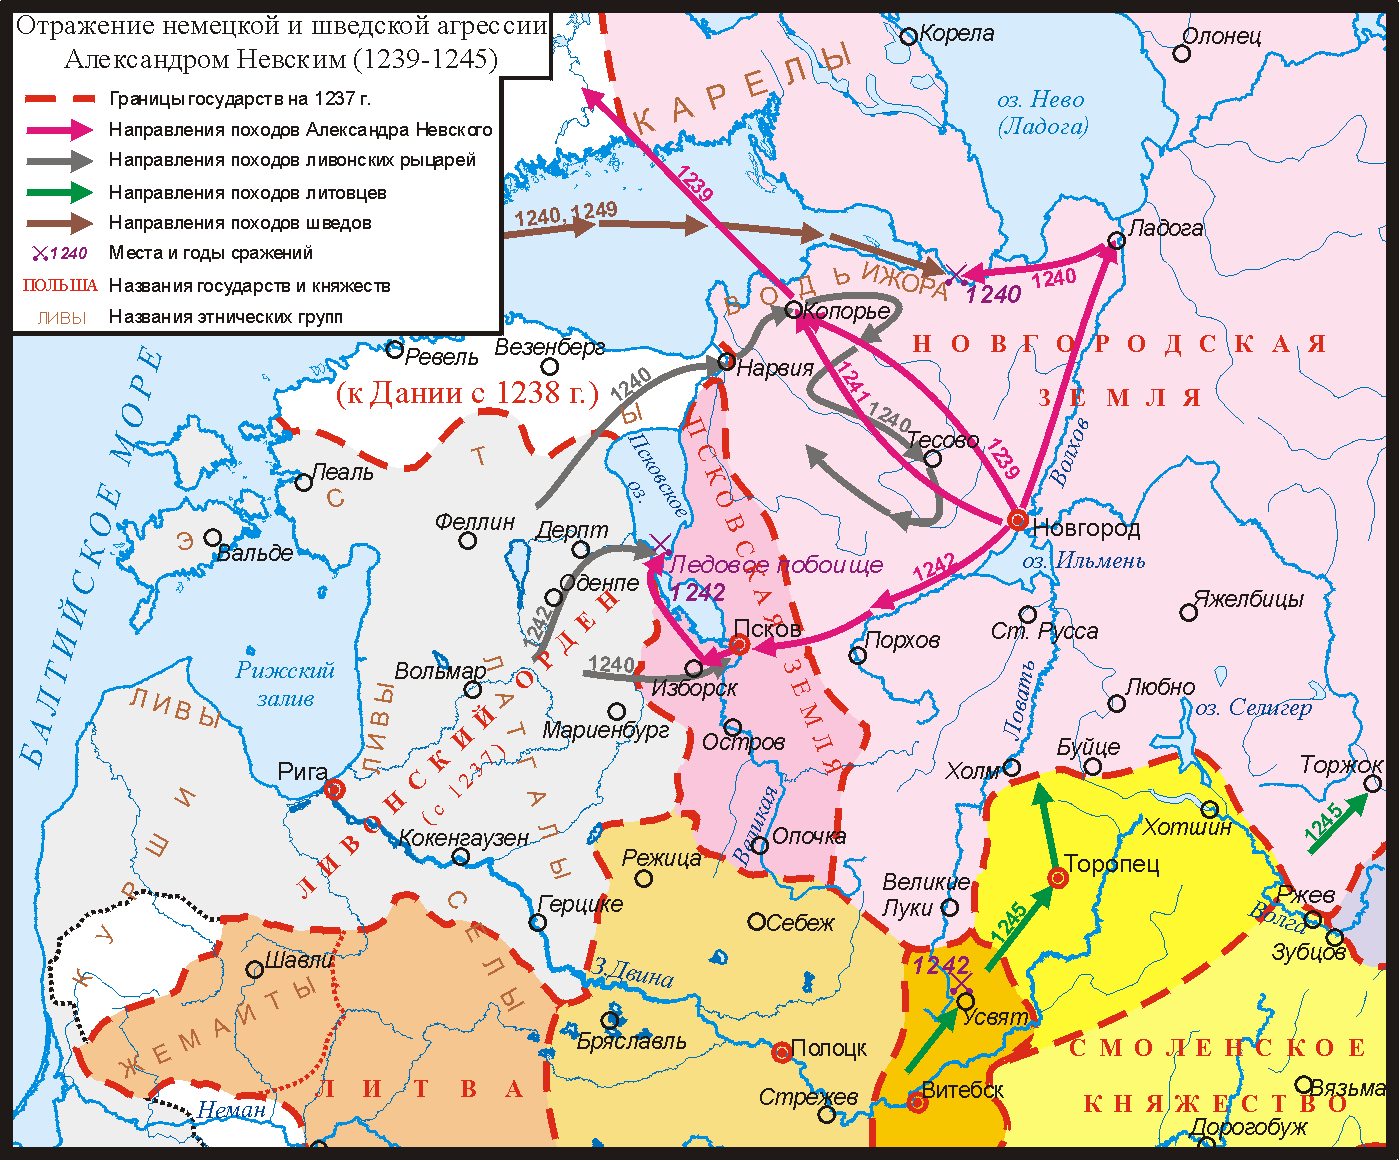 Отражение немецкой и шведской агрессии
Александром Невским (1239-1245)
Границы государств на 1237 г.
Направления походов Александра Невского
Направления походов ливонских рыцарей
Направления походов литовцев
Направления походов шведов
1240 Места и годы сражений
ПОЛЬША Названия государств и княжеств
ЛИВЫ Названия этнических групп
Корела
Олонец
КАРЕЛЫ
оз. Нево
(Ладога)
1239
1240, 1249
Ладога
1240
1240
ВОДЬ
ИЖОРА
Копорье
НОВГОРОДСКАЯ
ЗЕМЛЯ
Ревель
Везенберг
Нарвия
(к Дании с 1238 г.)
1240
1241
1240
Тесово
1239
Волхов
БАЛТИЙСКОЕ МОРЕ
Леаль
ЭСТЫ
Вальде
Феллин
Дерпт
Оденпе
Псковское
оз.
ПСКОВСКАЯ ЗЕМЛЯ
Новгород
оз. Ильмень
Ледовое побоище
1242
1242
1242
Яжелбицы
Ст. Русса
Порхов
Псков
Изборск
1240
Рижский
залив
Вольмар
ЛИВЫ
ЛИВЫ
ЛАТГАЛЫ
ЛИВОНСКИЙ ОРДЕН
(с 1237)
Мариенбург
Остров
Ловать
Любно
оз. Селигер
Буйце
Холм
Торжок
1245
Хотшин
Рига
Кокенгаузен
КУРШИ
СЕЛЫ
Герцике
Режица
Великая
Опочка
Себеж
Великие
Луки
Торопец
1245
Ржев
Волга
Зубцов
Шавли
ЖЕМАЙТЫ
З.Двина
1242
Усвят
Бряславль
Полоцк
Витебск
Стрежев
ЛИТВА
Неман
СМОЛЕНСКОЕ
КНЯЖЕСТВО
Вязьма
Дорогобуж